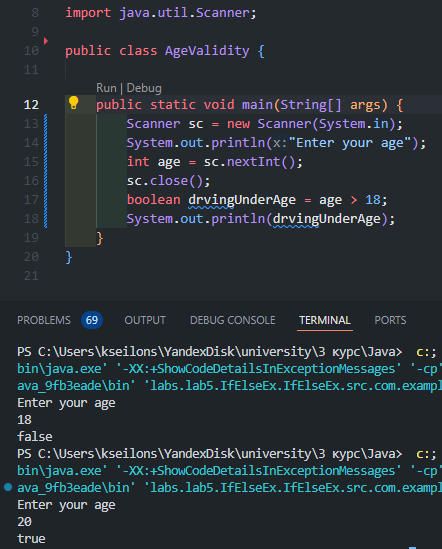 8 import java.util.Scanner;
9
10 public class AgeValidity {
11
Run | Debug
12 public static void main(String[] args) {
13 Scanner sc = new Scanner(System.in);
14 System.out.println(x:"Enter your age");
15 int age = sc.nextInt();
16 sc.close();
17 boolean drvingUnderAge = age > 18;
18 System.out.println(drvingUnderAge);
19 }
20 }
21
PROBLEMS 69 OUTPUT DEBUG CONSOLE TERMINAL PORTS
PS C:\Users\kseilons\YandexDisk\university\3 курс\Java> c:;
bin\java.exe' '-XX:+ShowCodeDetailsInExceptionMessages' '-cp'
ava_9fb3eade\bin' 'labs.lab5.IfElseEx.IfElseEx.src.com.exampl
Enter your age
18
false
PS C:\Users\kseilons\YandexDisk\university\3 курс\Java> c:;
bin\java.exe' '-XX:+ShowCodeDetailsInExceptionMessages' '-cp'
ava_9fb3eade\bin' 'labs.lab5.IfElseEx.IfElseEx.src.com.exampl
Enter your age
20
true